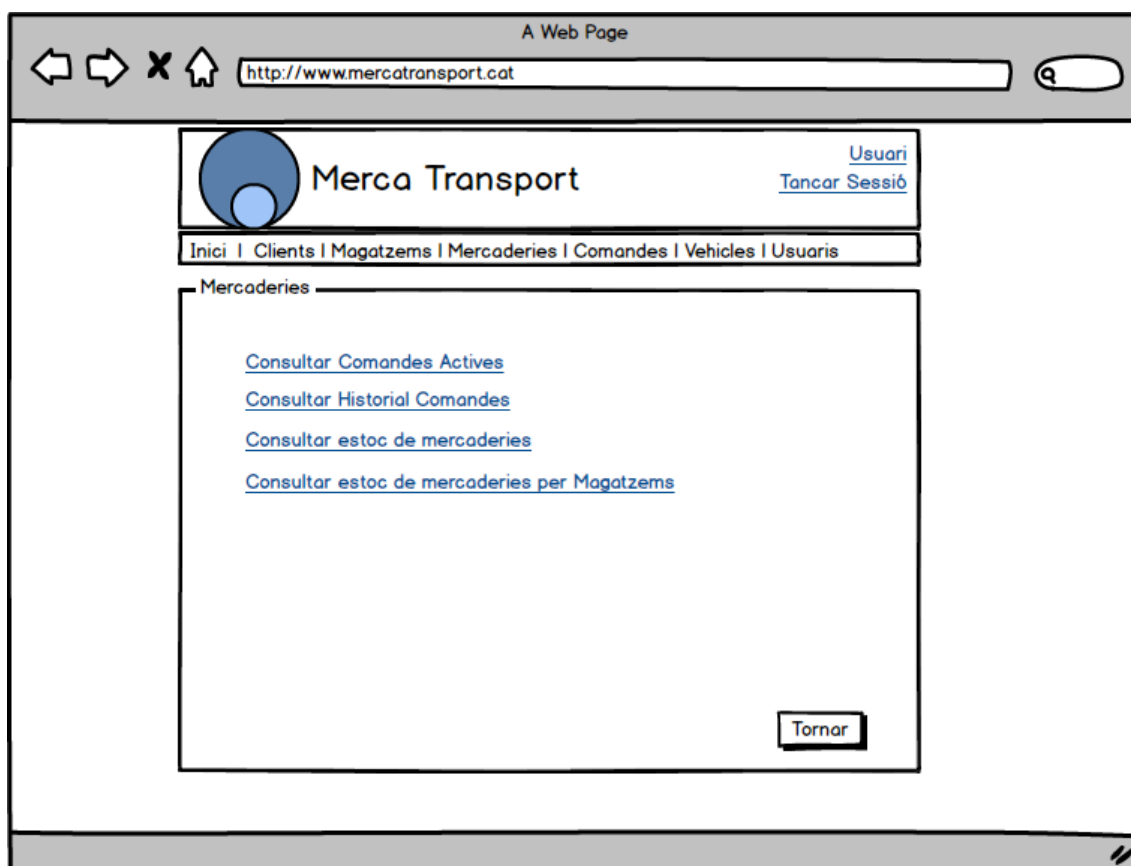 A Web Page
http://www.mercatransport.cat
Merca Transport
Usuari
Tancar Sessió
Inici | Clients | Magatzems | Mercaderies | Comandes | Vehicles | Usuaris
Mercaderies
Consultar Comandes Actives
Consultar Historial Comandes
Consultar estoc de mercaderies
Consultar estoc de mercaderies per Magatzems
Tornar